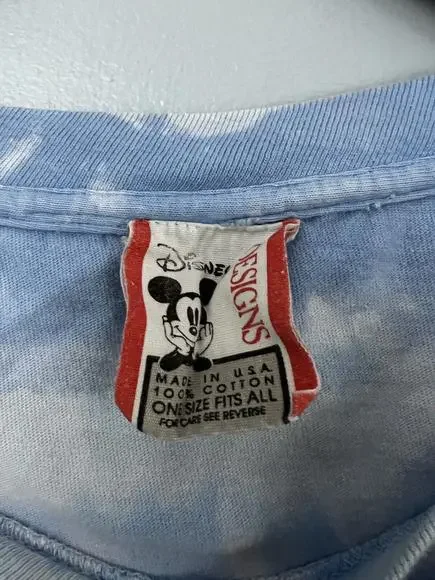 DISNEY
DESIGNS
MADE IN U.S.A.
100% COTTON
ONE SIZE FITS ALL
FOR CARE SEE REVERSE